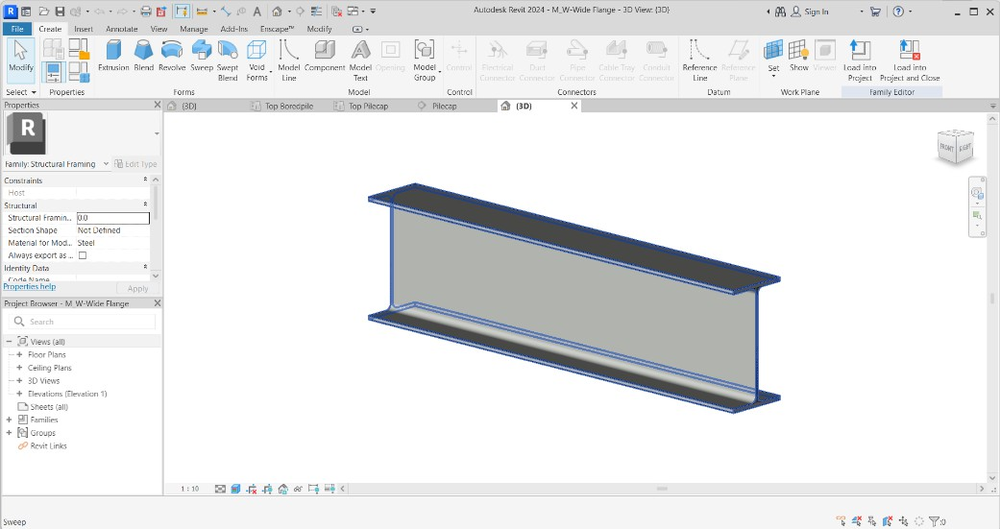 R
Autodesk Revit 2024 - M_W-Wide Flange - 3D View: {3D}
Sign In
File Create Insert Annotate View Manage Add-Ins Enscape™ Modify
Modify Extrusion Blend Revolve Sweep Swept Blend Void Forms Model Line Component Model Text Opening Model Group Control Electrical Connector Duct Connector Pipe Connector Cable Tray Connector Conduit Connector Reference Line Reference Plane Set Show Viewer Load into Project Load into Project and Close
Select Properties Forms Model Control Connectors Datum Work Plane Family Editor
Properties
{3D} Top Boredpile Top Pilecap Pilecap {3D}
R
FRONT RIGHT
Family: Structural Framing Edit Type
Constraints
Host
Structural
Structural Framin... 0.0
Section Shape Not Defined
Material for Mod... Steel
Always export as ...
Identity Data
Code Name
Properties help Apply
Project Browser - M_W-Wide Flange
Search
Views (all)
Floor Plans
Ceiling Plans
3D Views
Elevations (Elevation 1)
Sheets (all)
Families
Groups
Revit Links
1 : 10
Sweep
:0